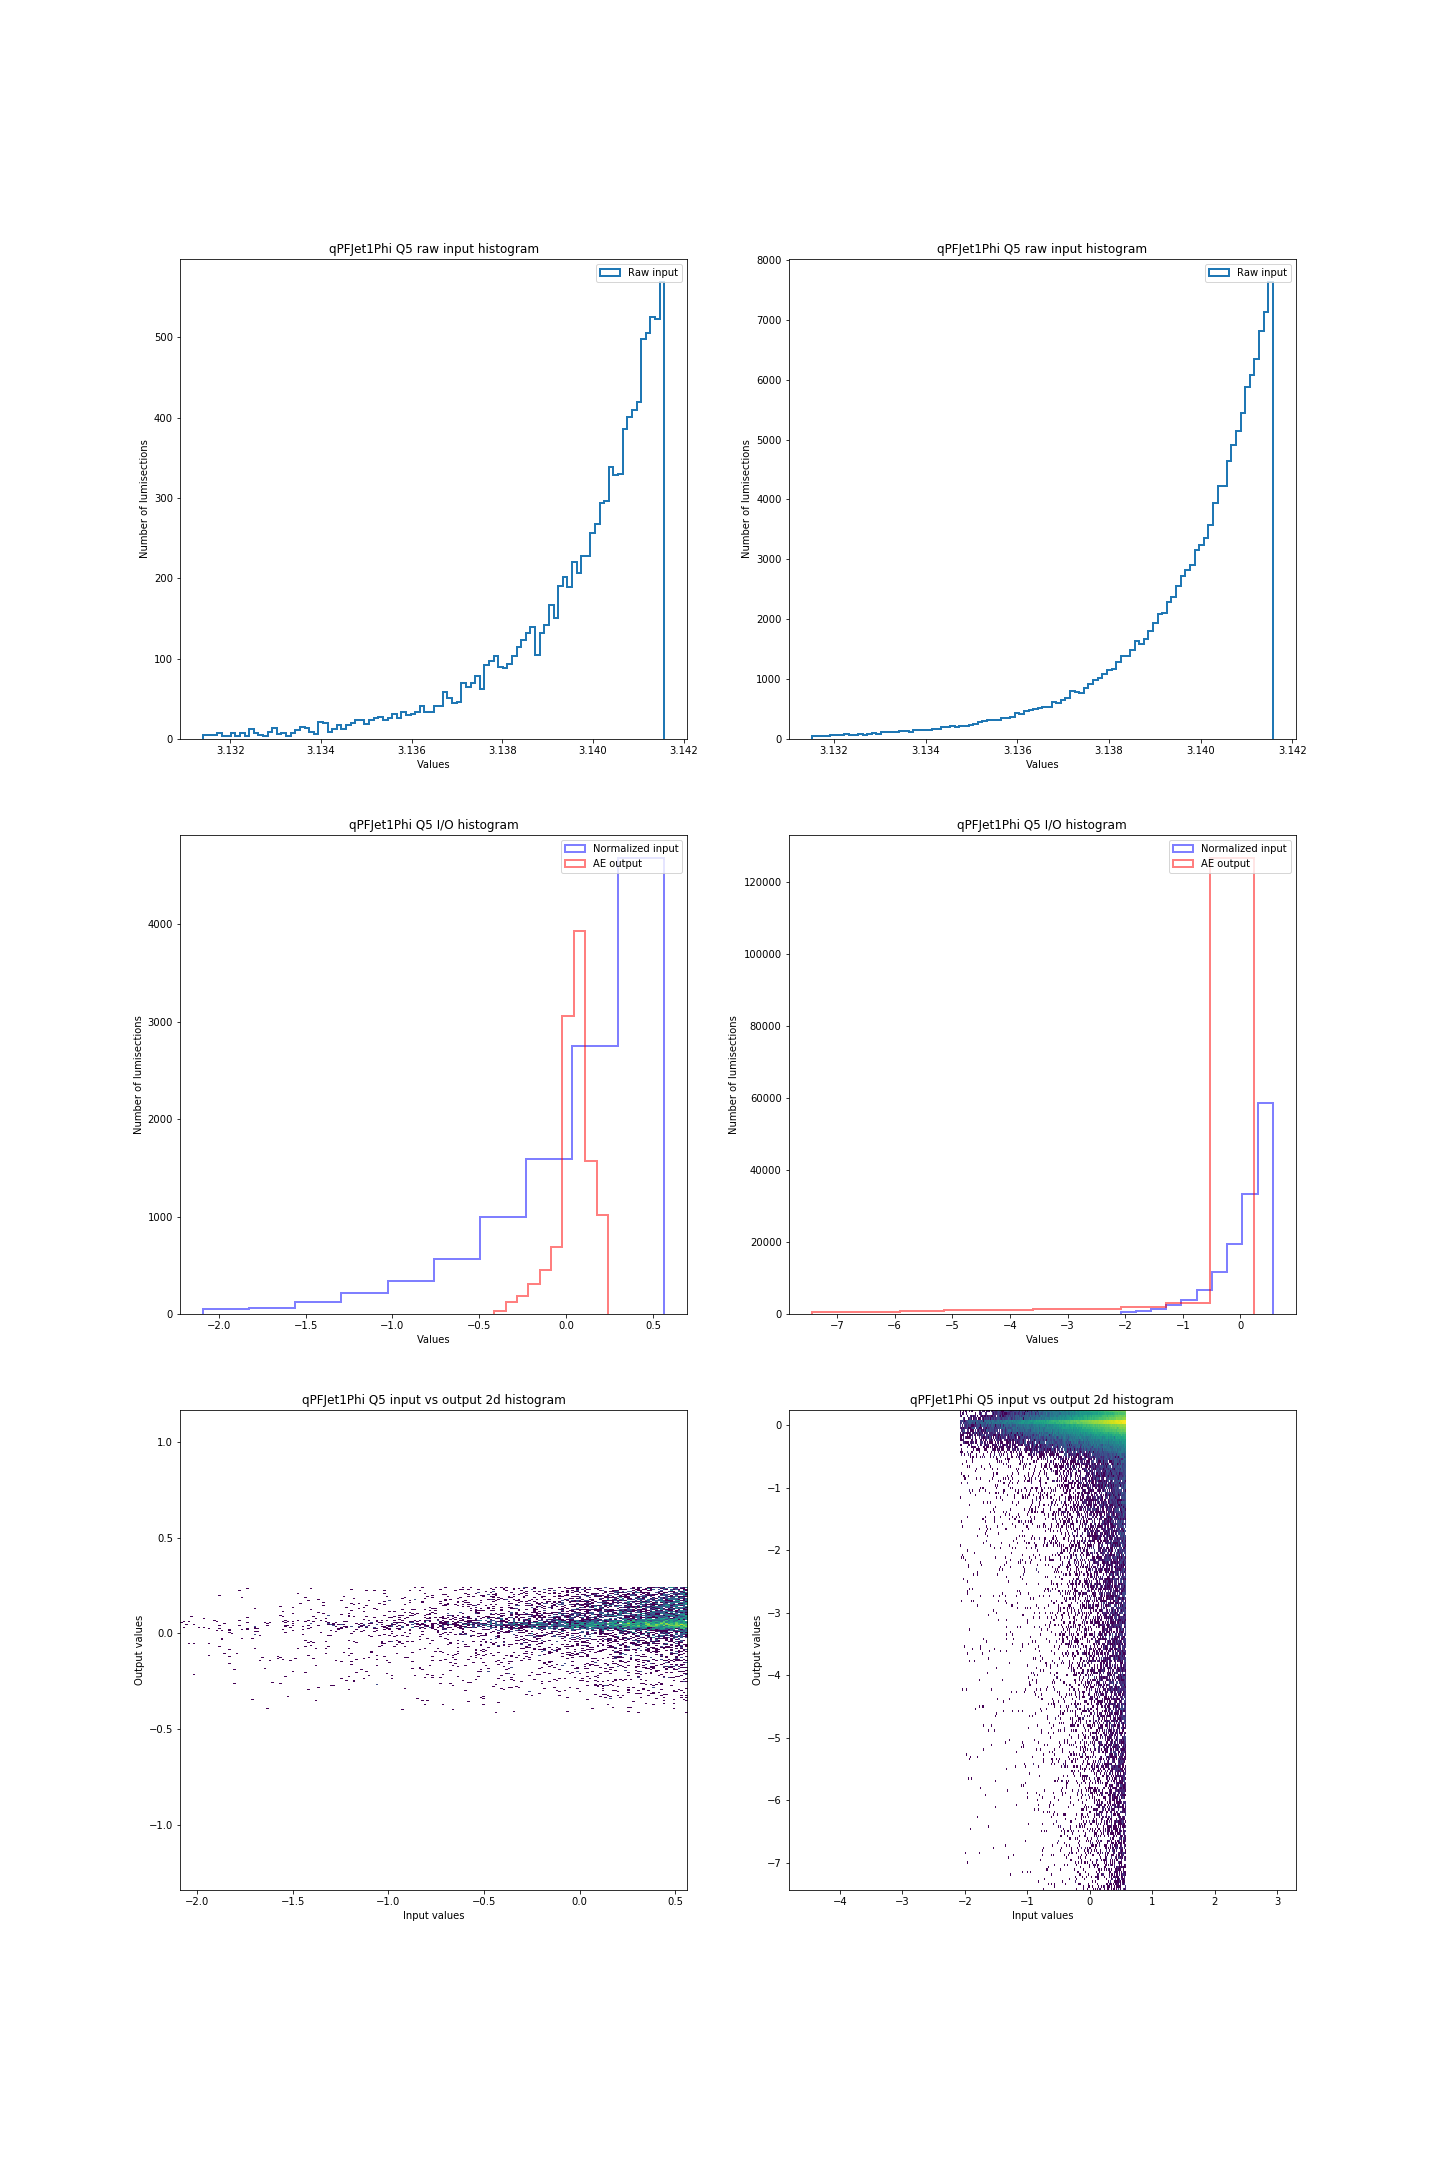 qPFJet1Phi Q5 raw input histogram
Raw input
500
400
300
200
100
0
3.132 3.134 3.136 3.138 3.140 3.142
Number of lumisections
Values
qPFJet1Phi Q5 raw input histogram
Raw input
8000
7000
6000
5000
4000
3000
2000
1000
0
3.132 3.134 3.136 3.138 3.140 3.142
Number of lumisections
Values
qPFJet1Phi Q5 I/O histogram
Normalized input
AE output
4000
3000
2000
1000
0
−2.0 −1.5 −1.0 −0.5 0.0 0.5
Number of lumisections
Values
qPFJet1Phi Q5 I/O histogram
Normalized input
AE output
120000
100000
80000
60000
40000
20000
0
−7 −6 −5 −4 −3 −2 −1 0
Number of lumisections
Values
qPFJet1Phi Q5 input vs output 2d histogram
1.0
0.5
0.0
−0.5
−1.0
−2.0 −1.5 −1.0 −0.5 0.0 0.5
Output values
Input values
qPFJet1Phi Q5 input vs output 2d histogram
0
−1
−2
−3
−4
−5
−6
−7
−4 −3 −2 −1 0 1 2 3
Output values
Input values